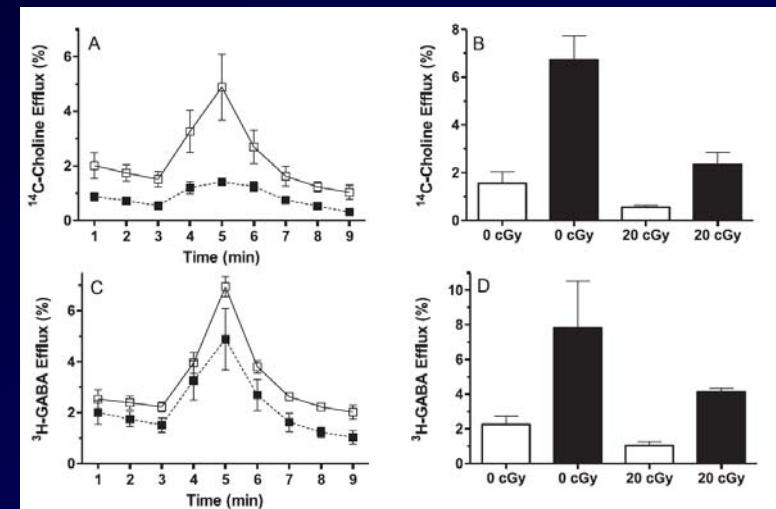 A
¹⁴C-Choline Efflux (%)
6
4
2
0
1 2 3 4 5 6 7 8 9
Time (min)
B
¹⁴C-Choline Efflux (%)
8
6
4
2
0
0 cGy 0 cGy 20 cGy 20 cGy
C
³H-GABA Efflux (%)
6
4
2
0
1 2 3 4 5 6 7 8 9
Time (min)
D
³H-GABA Efflux (%)
10
8
6
4
2
0
0 cGy 0 cGy 20 cGy 20 cGy